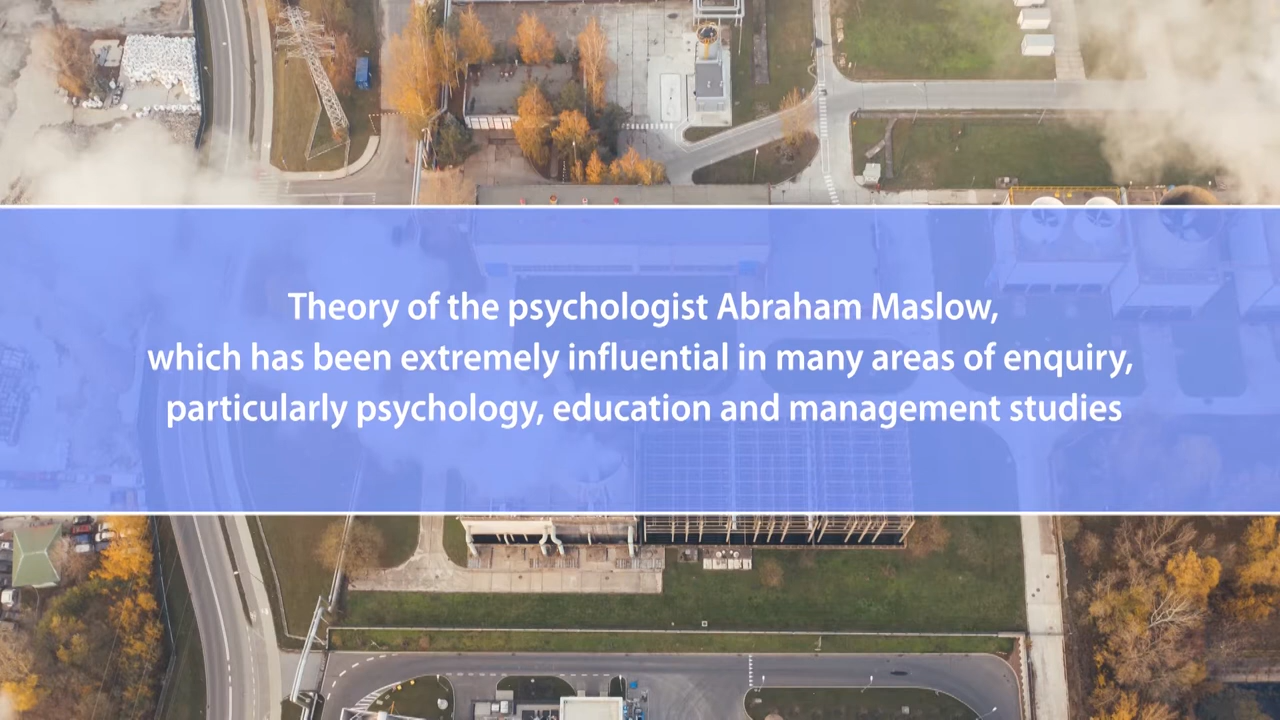 Theory of the psychologist Abraham Maslow,
which has been extremely influential in many areas of enquiry,
particularly psychology, education and management studies